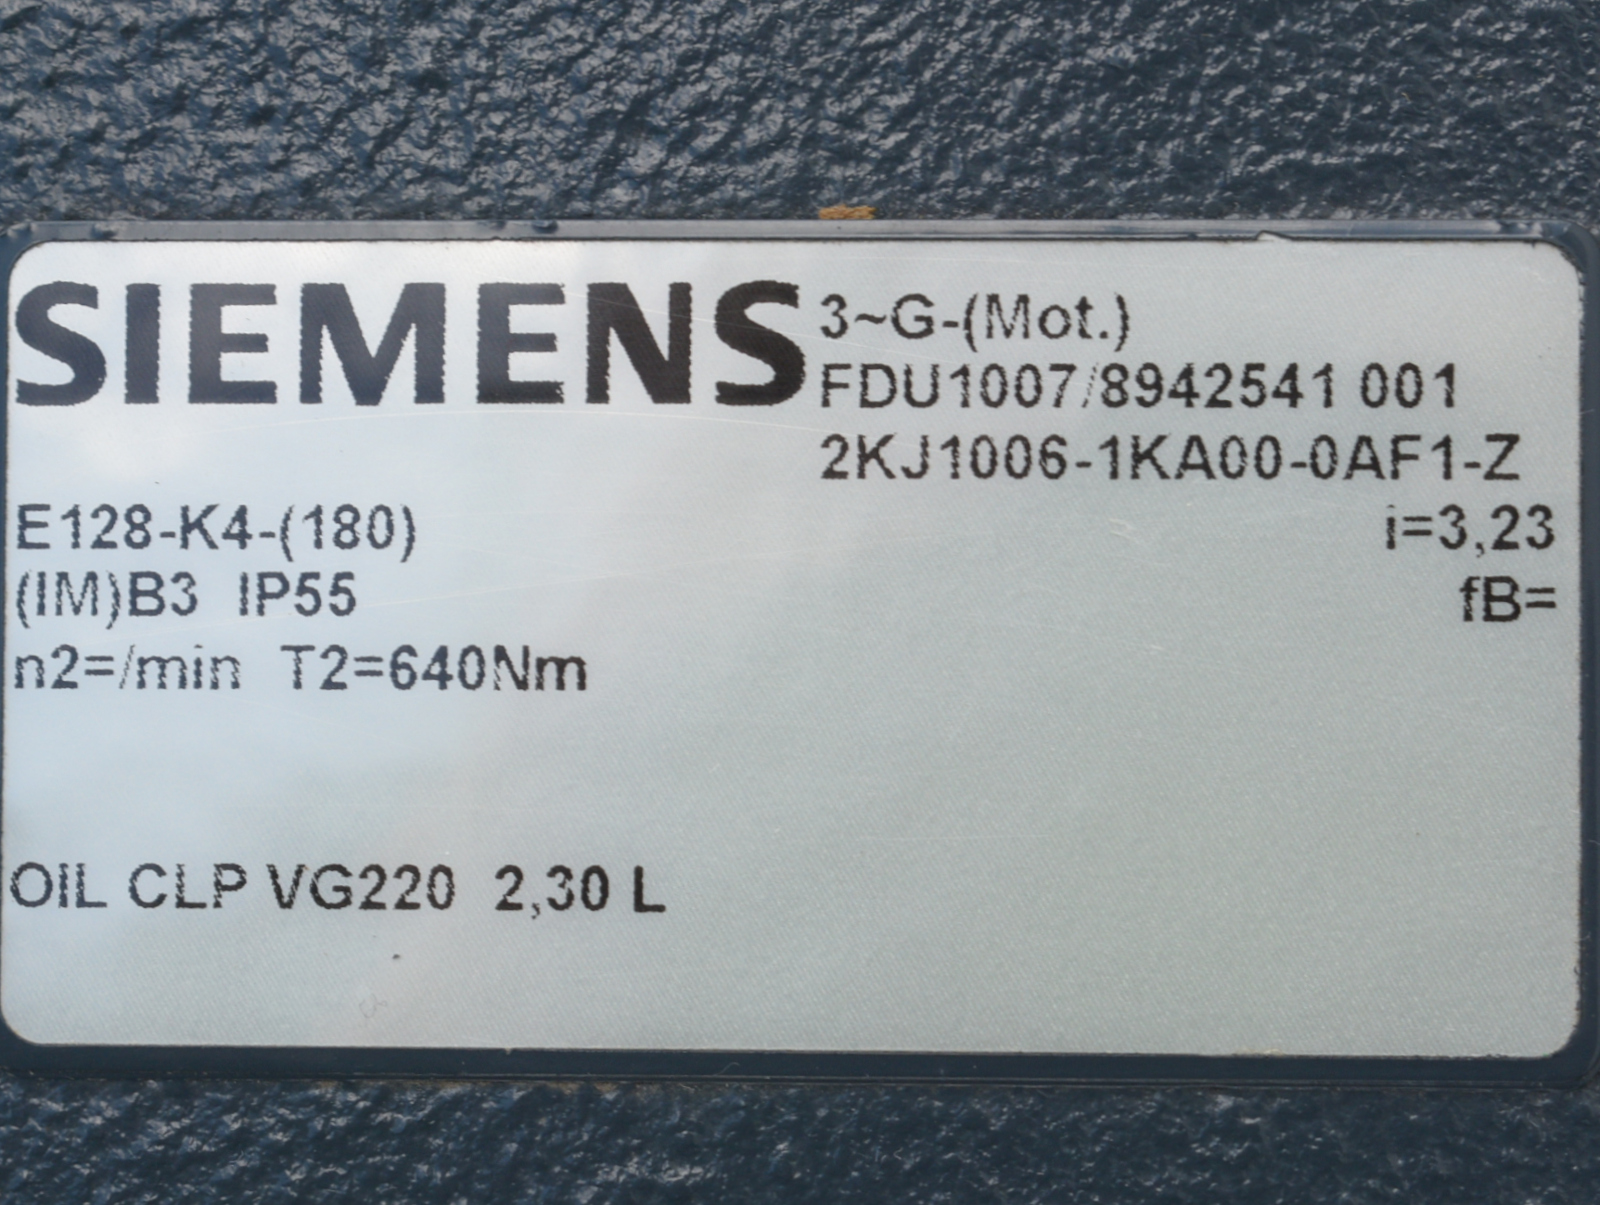 SIEMENS
3~G-(Mot.)
FDU1007/8942541 001
2KJ1006-1KA00-0AF1-Z
E128-K4-(180)
i=3,23
(IM)B3 IP55
fB=
n2=/min T2=640Nm
OIL CLP VG220 2,30 L